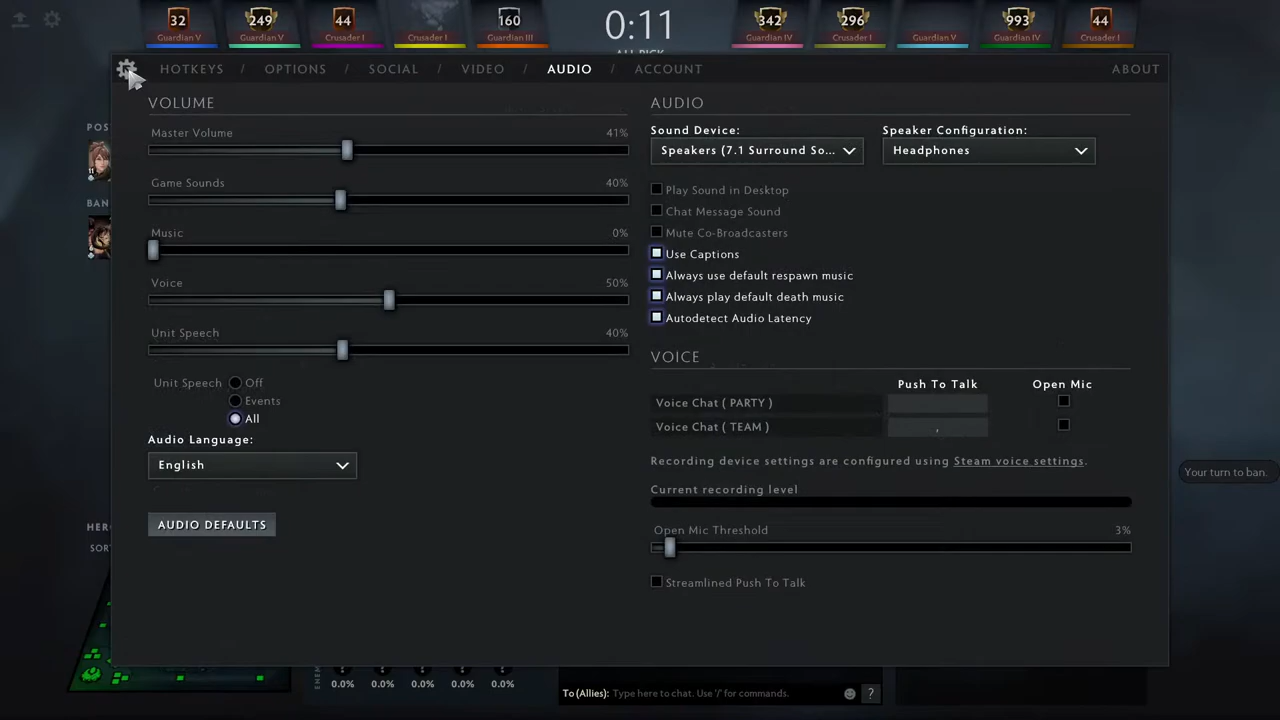 32
249
44
160
0:11
342
296
993
44
Guardian V
Guardian V
Crusader I
Crusader I
Guardian III
Guardian IV
Crusader I
Guardian V
Guardian IV
Crusader I
HOTKEYS / OPTIONS / SOCIAL / VIDEO / AUDIO / ACCOUNT
ABOUT
VOLUME
Master Volume 41%
Game Sounds 40%
Music 0%
Voice 50%
Unit Speech 40%
Unit Speech Off
Events
All
Audio Language:
English
AUDIO DEFAULTS
AUDIO
Sound Device:
Speakers (7.1 Surround So...
Speaker Configuration:
Headphones
Play Sound in Desktop
Chat Message Sound
Mute Co-Broadcasters
Use Captions
Always use default respawn music
Always play default death music
Autodetect Audio Latency
VOICE
Push To Talk Open Mic
Voice Chat ( PARTY )
Voice Chat ( TEAM ) ,
Recording device settings are configured using Steam voice settings.
Current recording level
Open Mic Threshold 3%
Streamlined Push To Talk
POS
11
BAN
HER
SOR
Your turn to ban.
0.0% 0.0% 0.0% 0.0% 0.0%
To (Allies): Type here to chat. Use '/' for commands. ?